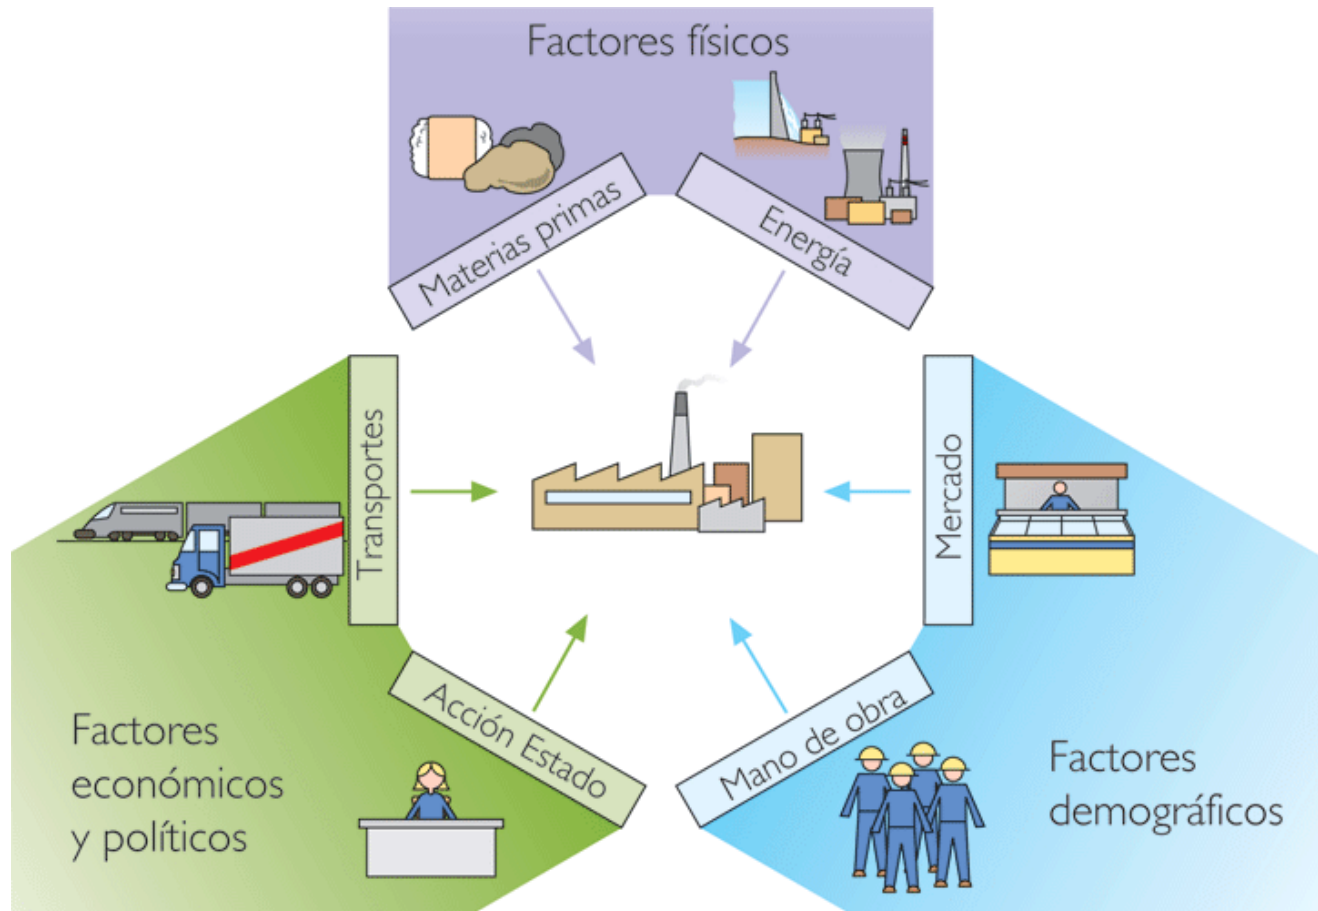 Factores físicos
Materias primas
Energía
Transportes
Mercado
Acción Estado
Mano de obra
Factores
económicos
y políticos
Factores
demográficos